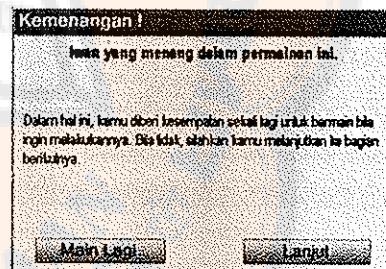 Kemenangan !
Iwan yang menang dalam permainan ini.
Dalam hal ini, kamu diberi kesempatan sekali lagi untuk bermain bila
ingin melakukannya. Bila tidak, silahkan kamu melanjutkan ke bagian
berikutnya.
Main Lagi
Lanjut